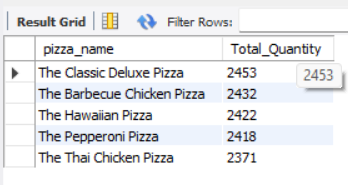 Result Grid Filter Rows:
pizza_name Total_Quantity
The Classic Deluxe Pizza 2453
2453
The Barbecue Chicken Pizza 2432
The Hawaiian Pizza 2422
The Pepperoni Pizza 2418
The Thai Chicken Pizza 2371